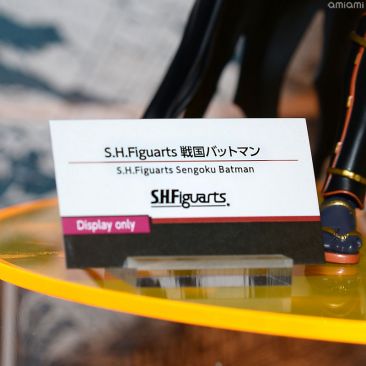 amiami
S.H.Figuarts 戦国バットマン
S.H.Figuarts Sengoku Batman
S.H.Figuarts
Display only